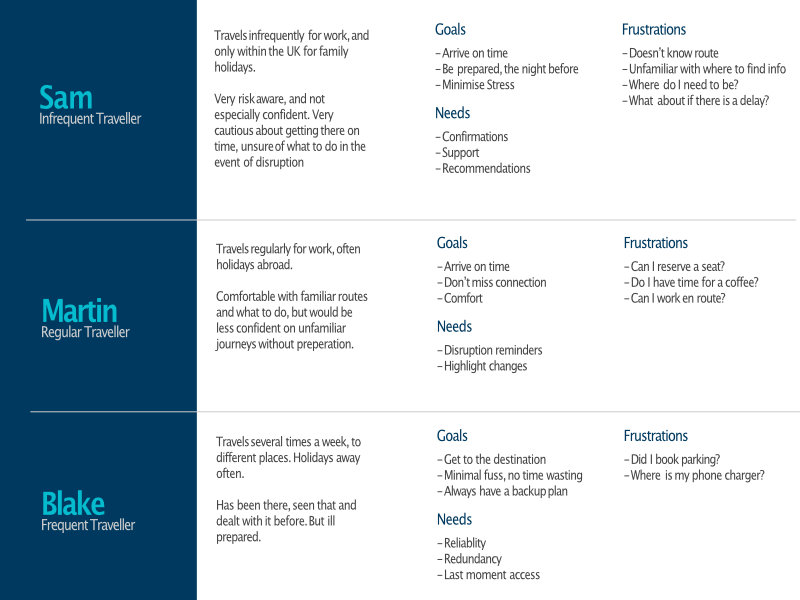 Sam
Infrequent Traveller
Travels infrequently for work, and
only within the UK for family
holidays.
Very risk aware, and not
especially confident. Very
cautious about getting there on
time, unsure of what to do in the
event of disruption
Goals
– Arrive on time
– Be prepared, the night before
– Minimise Stress
Needs
– Confirmations
– Support
– Recommendations
Frustrations
– Doesn't know route
– Unfamiliar with where to find info
– Where do I need to be?
– What about if there is a delay?
Martin
Regular Traveller
Travels regularly for work, often
holidays abroad.
Comfortable with familiar routes
and what to do, but would be
less confident on unfamiliar
journeys without preperation.
Goals
– Arrive on time
– Don't miss connection
– Comfort
Needs
– Disruption reminders
– Highlight changes
Frustrations
– Can I reserve a seat?
– Do I have time for a coffee?
– Can I work en route?
Blake
Frequent Traveller
Travels several times a week, to
different places. Holidays away
often.
Has been there, seen that and
dealt with it before. But ill
prepared.
Goals
– Get to the destination
– Minimal fuss, no time wasting
– Always have a backup plan
Needs
– Reliablity
– Redundancy
– Last moment access
Frustrations
– Did I book parking?
– Where is my phone charger?